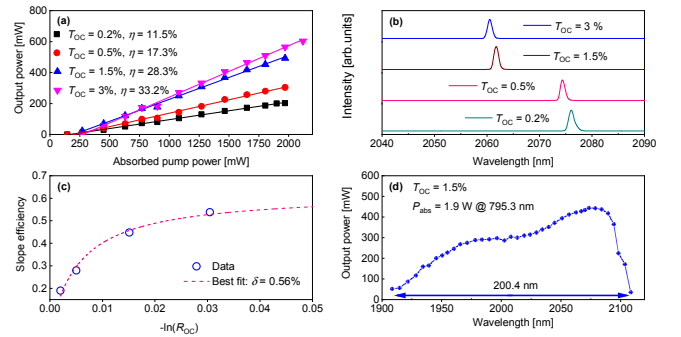 (a)
T_OC = 0.2%, η = 11.5%
T_OC = 0.5%, η = 17.3%
T_OC = 1.5%, η = 28.3%
T_OC = 3%, η = 33.2%
Output power [mW]
800
600
400
200
0
0 250 500 750 1000 1250 1500 1750 2000
Absorbed pump power [mW]
(b)
T_OC = 3 %
T_OC = 1.5%
T_OC = 0.5%
T_OC = 0.2%
Intensity [arb.units]
2040 2050 2060 2070 2080 2090
Wavelength [nm]
(c)
Slope efficiency
0.6
0.5
0.4
0.3
0.2
Data
Best fit: δ = 0.56%
0.00 0.01 0.02 0.03 0.04 0.05
-ln(R_OC)
(d)
T_OC = 1.5%
P_abs = 1.9 W @ 795.3 nm
Output power [mW]
600
400
300
200
100
0
200.4 nm
1900 1950 2000 2050 2100
Wavelength [nm]